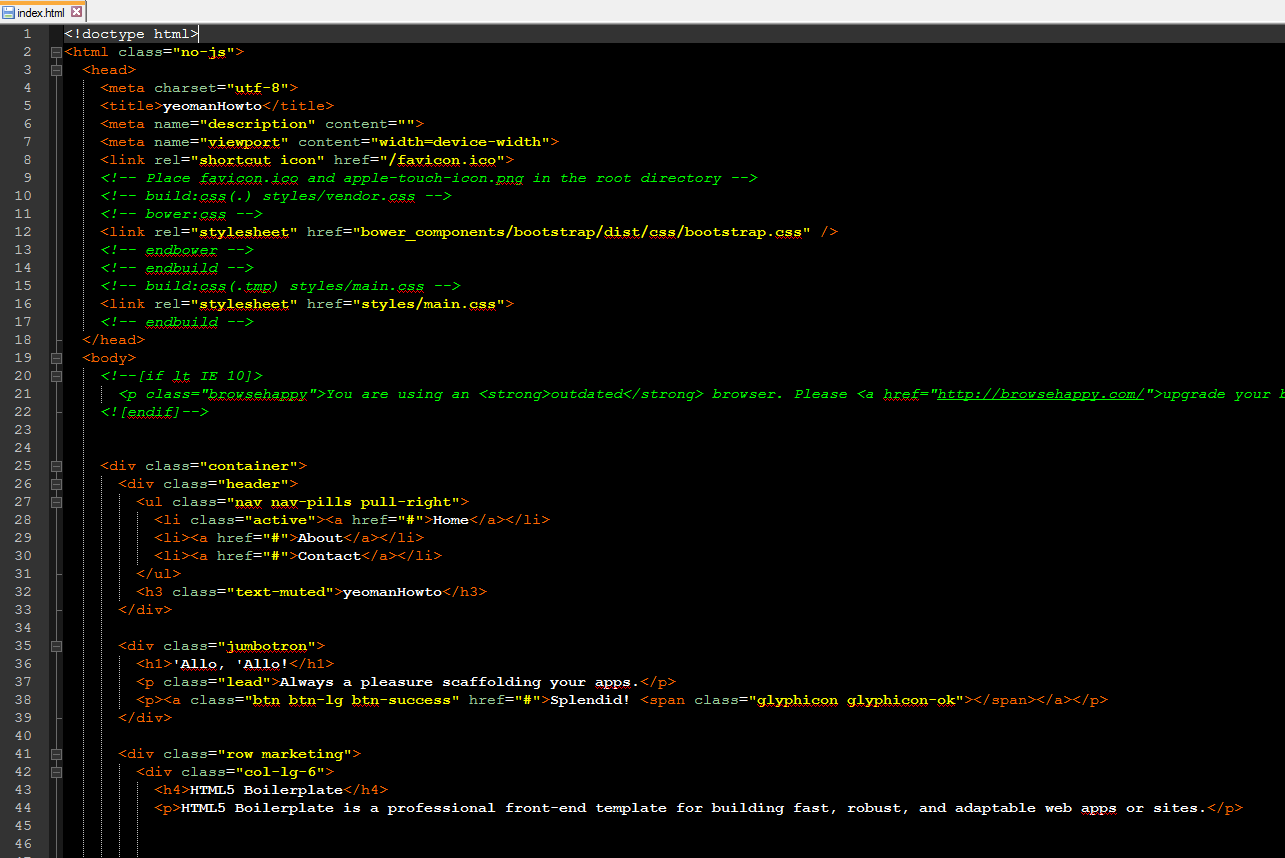 index.html
1 <!doctype html>
2 <html class="no-js">
3 <head>
4 <meta charset="utf-8">
5 <title>yeomanHowto</title>
6 <meta name="description" content="">
7 <meta name="viewport" content="width=device-width">
8 <link rel="shortcut icon" href="/favicon.ico">
9 <!-- Place favicon.ico and apple-touch-icon.png in the root directory -->
10 <!-- build:css(.) styles/vendor.css -->
11 <!-- bower:css -->
12 <link rel="stylesheet" href="bower_components/bootstrap/dist/css/bootstrap.css" />
13 <!-- endbower -->
14 <!-- endbuild -->
15 <!-- build:css(.tmp) styles/main.css -->
16 <link rel="stylesheet" href="styles/main.css">
17 <!-- endbuild -->
18 </head>
19 <body>
20 <!--[if lt IE 10]>
21 <p class="browsehappy">You are using an <strong>outdated</strong> browser. Please <a href="http://browsehappy.com/">upgrade your
22 <![endif]-->
23
24
25 <div class="container">
26 <div class="header">
27 <ul class="nav nav-pills pull-right">
28 <li class="active"><a href="#">Home</a></li>
29 <li><a href="#">About</a></li>
30 <li><a href="#">Contact</a></li>
31 </ul>
32 <h3 class="text-muted">yeomanHowto</h3>
33 </div>
34
35 <div class="jumbotron">
36 <h1>'Allo, 'Allo!</h1>
37 <p class="lead">Always a pleasure scaffolding your apps.</p>
38 <p><a class="btn btn-lg btn-success" href="#">Splendid! <span class="glyphicon glyphicon-ok"></span></a></p>
39 </div>
40
41 <div class="row marketing">
42 <div class="col-lg-6">
43 <h4>HTML5 Boilerplate</h4>
44 <p>HTML5 Boilerplate is a professional front-end template for building fast, robust, and adaptable web apps or sites.</p>
45
46